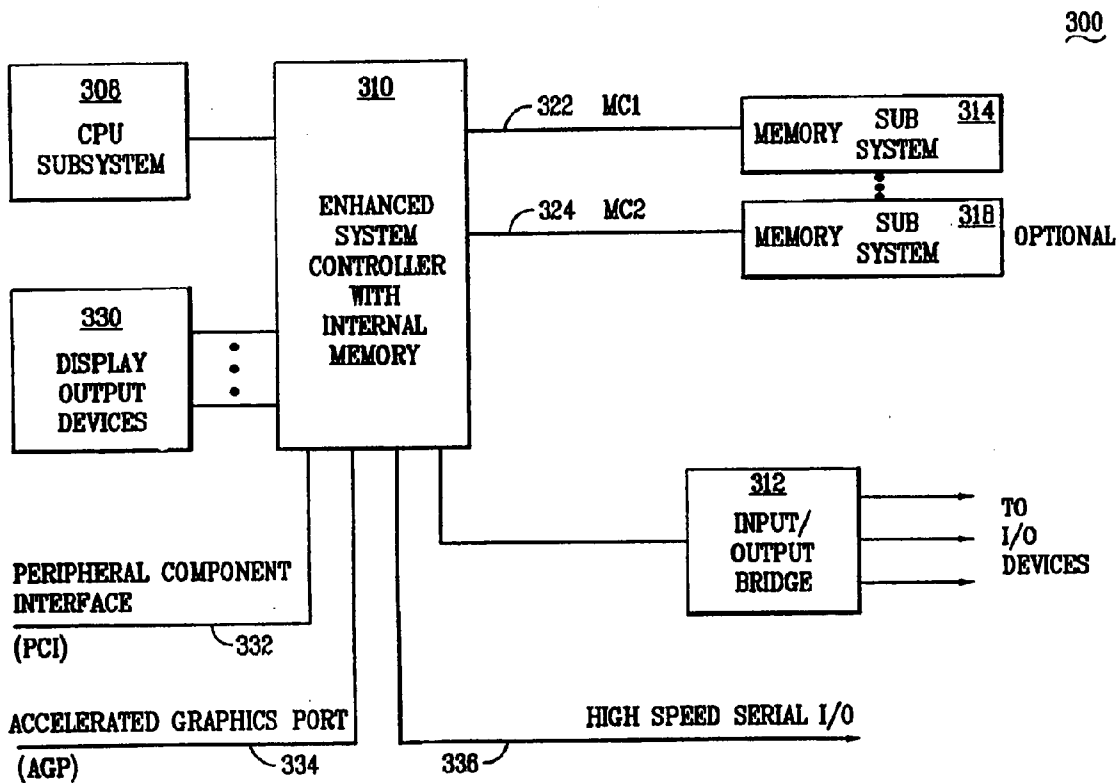 300
308
CPU
SUBSYSTEM
310
ENHANCED
SYSTEM
CONTROLLER
WITH
INTERNAL
MEMORY
322 MC1
MEMORY SUB SYSTEM 314
324 MC2
MEMORY SUB SYSTEM 318
OPTIONAL
330
DISPLAY
OUTPUT
DEVICES
312
INPUT/
OUTPUT
BRIDGE
TO
I/O
DEVICES
PERIPHERAL COMPONENT
INTERFACE
(PCI)
332
ACCELERATED GRAPHICS PORT
(AGP)
334
HIGH SPEED SERIAL I/O
336